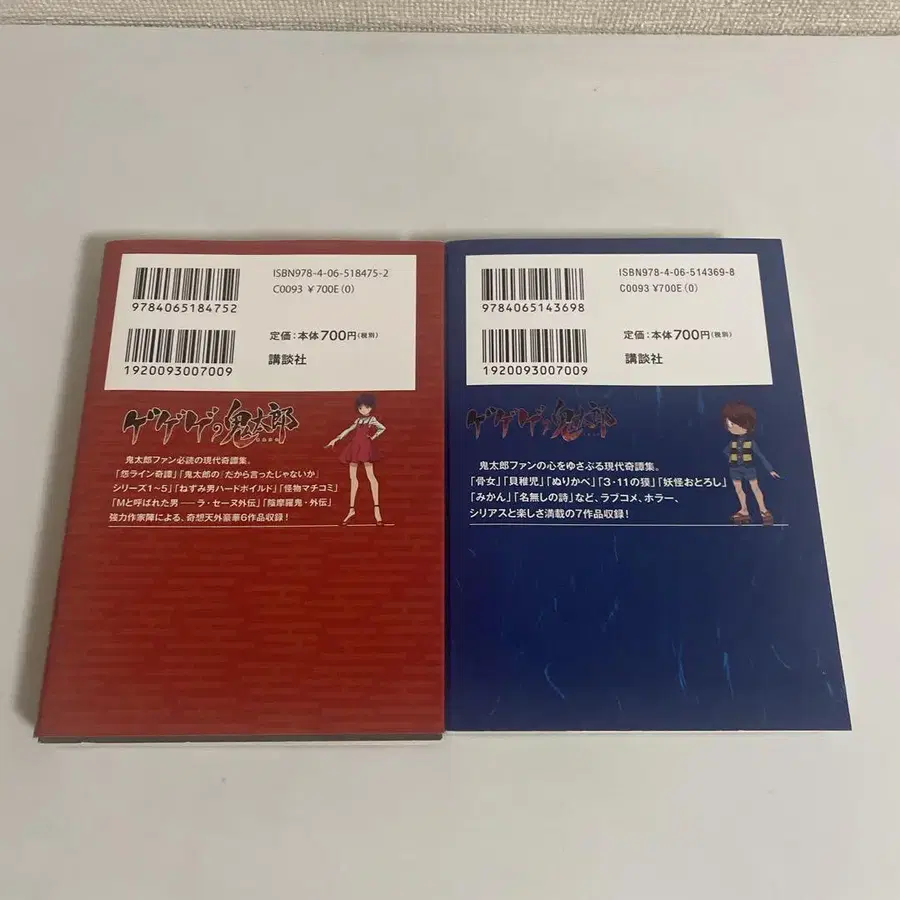 ISBN978-4-06-518475-2
C0093 ¥700E(0)
9784065184752
定価:本体700円(税別)
講談社
1920093007009
ゲゲゲの鬼太郎
鬼太郎ファン必読の現代奇譚集。
「怨ライン奇譚」「鬼太郎の「だから言ったじゃないか」
シリーズ1~5」「ねずみ男ハードボイルド」「怪物マチコミ」
「Mと呼ばれた男──ラ・セーヌ外伝」「陰摩羅鬼・外伝」
強力作家陣による、奇想天外豪華6作品収録!
ISBN978-4-06-514369-8
C0093 ¥700E(0)
9784065143698
定価:本体700円(税別)
講談社
1920093007009
ゲゲゲの鬼太郎
鬼太郎ファンの心をゆさぶる現代奇譚集。
「骨女」「貝稚児」「ぬりかべ」「3・11の獏」「妖怪おとろし」
「みかん」「名無しの詩」など、ラブコメ、ホラー、
シリアスと楽しさ満載の7作品収録!